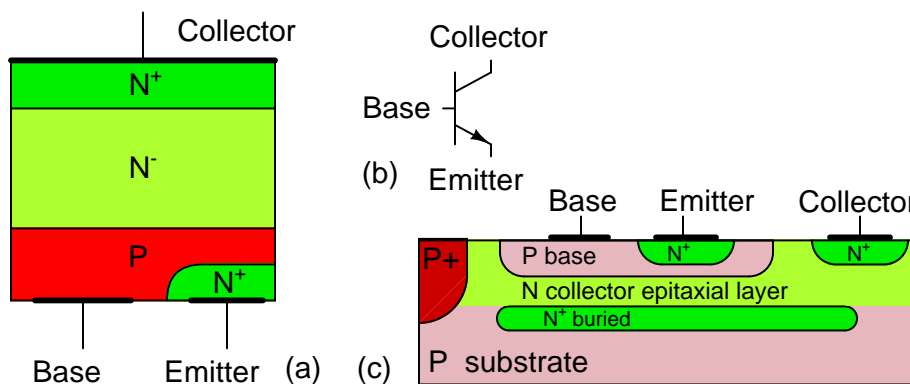 Collector
N+
N-
P
N+
Base
Emitter
(a)
Collector
Base
Emitter
(b)
Base
Emitter
Collector
P+
P base
N+
N+
N collector epitaxial layer
N+ buried
P substrate
(c)